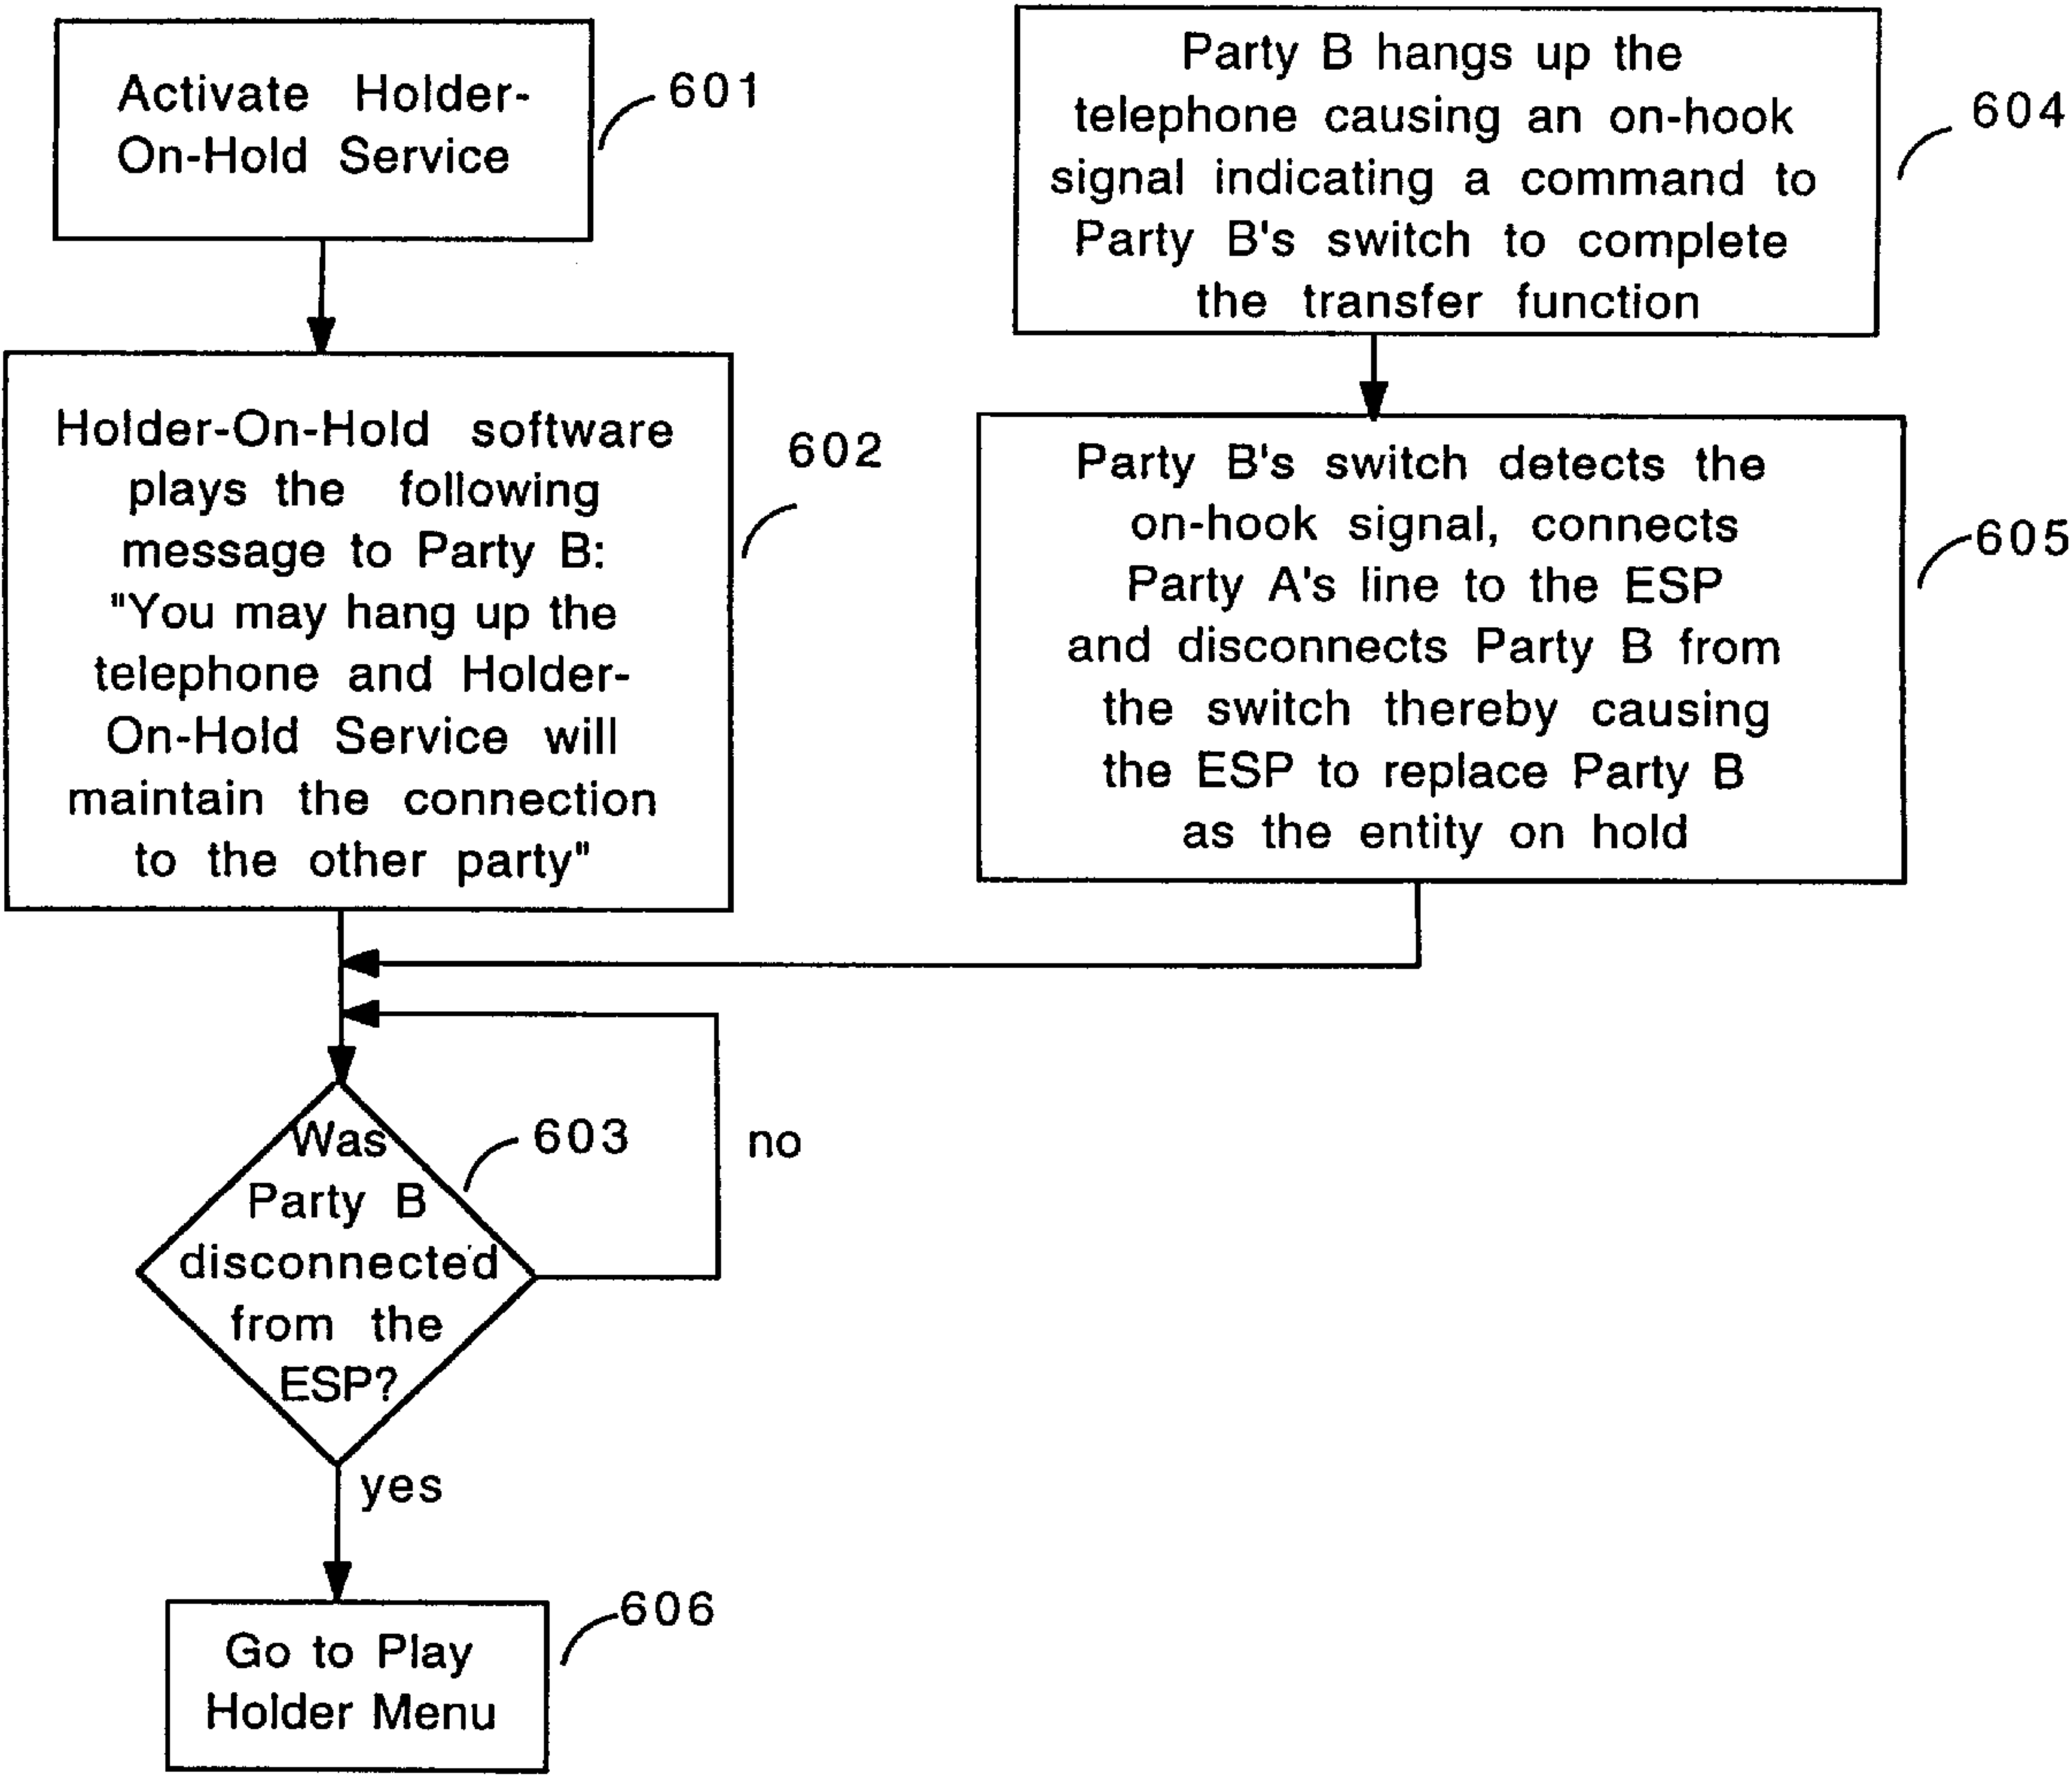 Activate Holder-
On-Hold Service
601
Holder-On-Hold software
plays the following
message to Party B:
"You may hang up the
telephone and Holder-
On-Hold Service will
maintain the connection
to the other party"
602
Party B hangs up the
telephone causing an on-hook
signal indicating a command to
Party B's switch to complete
the transfer function
604
Party B's switch detects the
on-hook signal, connects
Party A's line to the ESP
and disconnects Party B from
the switch thereby causing
the ESP to replace Party B
as the entity on hold
605
Was
Party B
disconnected
from the
ESP?
603
no
yes
Go to Play
Holder Menu
606